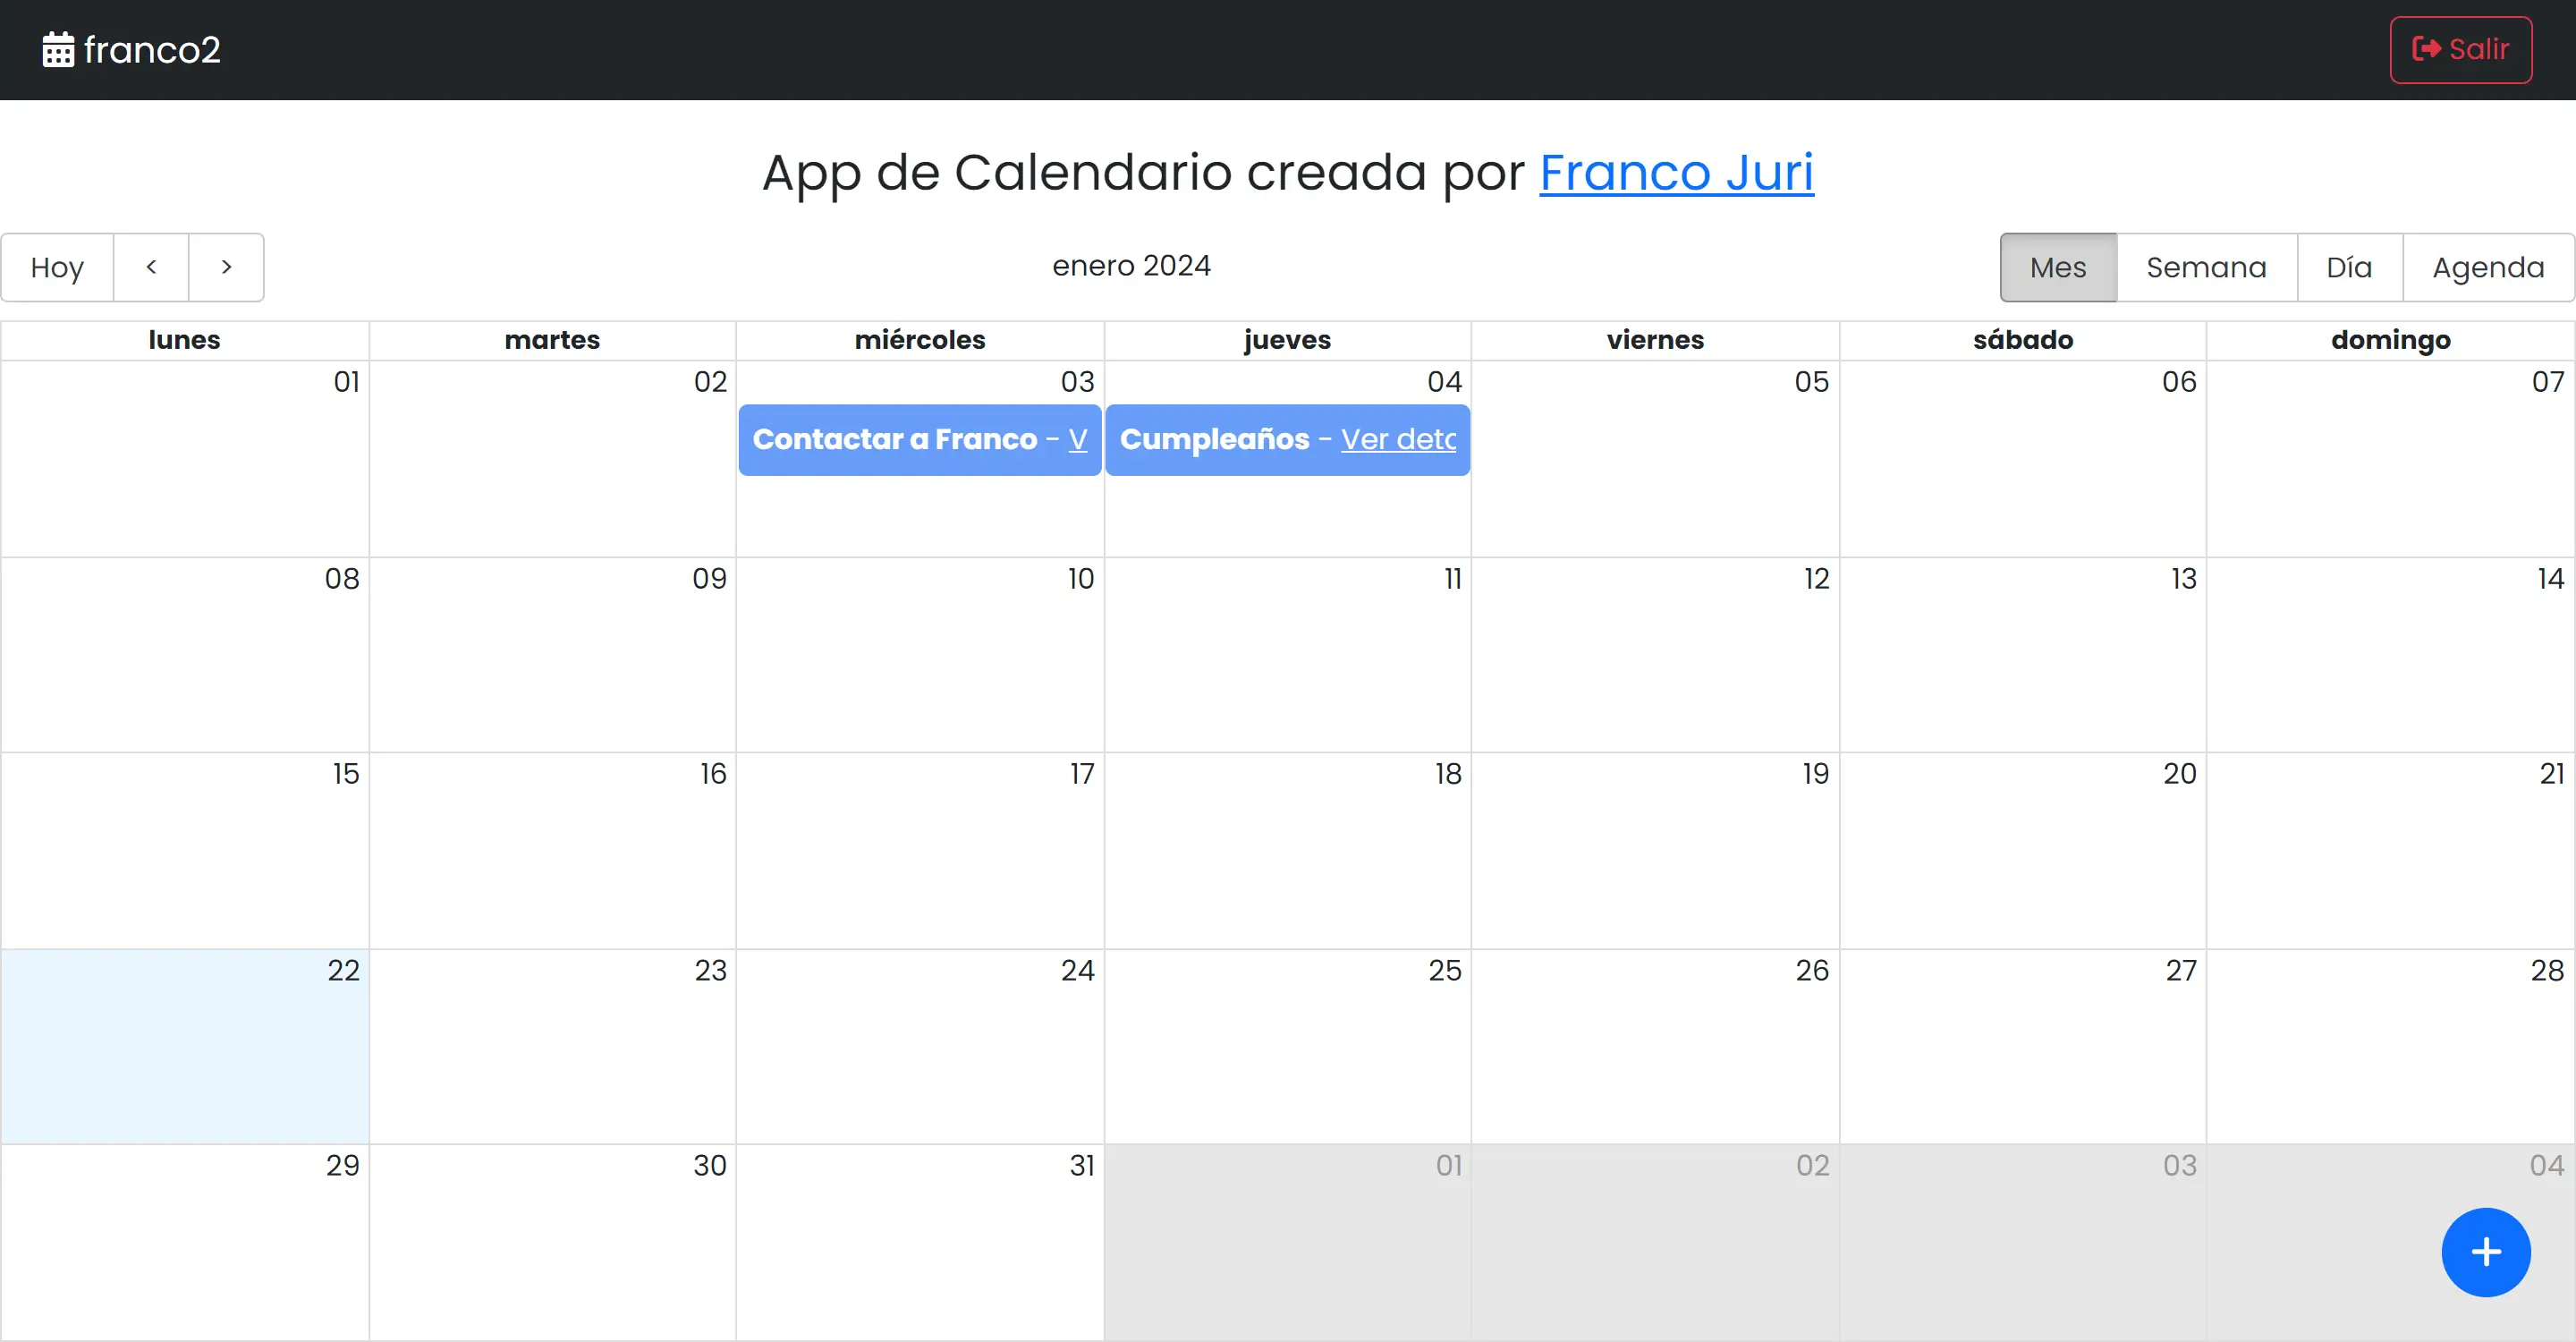 franco2
Salir
App de Calendario creada por Franco Juri
Hoy < > enero 2024 Mes Semana Día Agenda
lunes martes miércoles jueves viernes sábado domingo
01 02 03 04 05 06 07
Contactar a Franco - V Cumpleaños - Ver deta
08 09 10 11 12 13 14
15 16 17 18 19 20 21
22 23 24 25 26 27 28
29 30 31 01 02 03 04
+